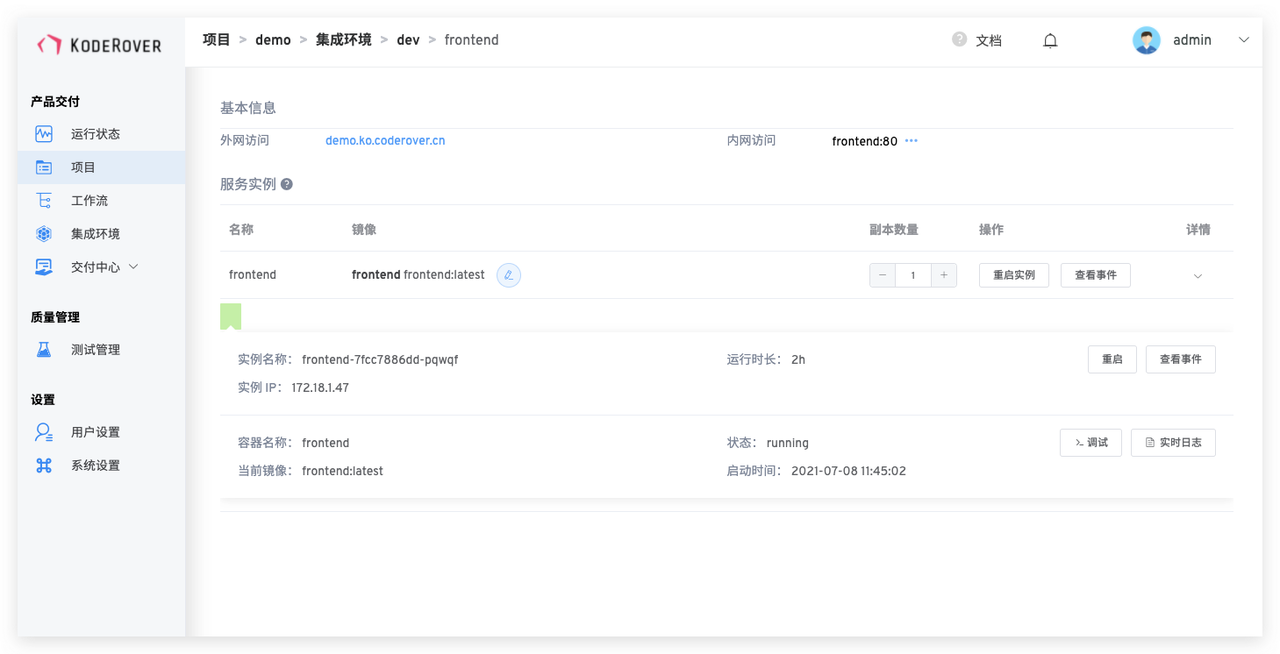 KODEROVER
项目 > demo > 集成环境 > dev > frontend
? 文档
admin
产品交付
运行状态
项目
工作流
集成环境
交付中心
质量管理
测试管理
设置
用户设置
系统设置
基本信息
外网访问 demo.ko.coderover.cn 内网访问 frontend:80 ···
服务实例 ?
名称 镜像 副本数量 操作 详情
frontend frontend frontend:latest − 1 + 重启实例 查看事件
实例名称： frontend-7fcc7886dd-pqwqf 运行时长： 2h 重启 查看事件
实例 IP： 172.18.1.47
容器名称： frontend 状态： running >_ 调试 实时日志
当前镜像： frontend:latest 启动时间： 2021-07-08 11:45:02